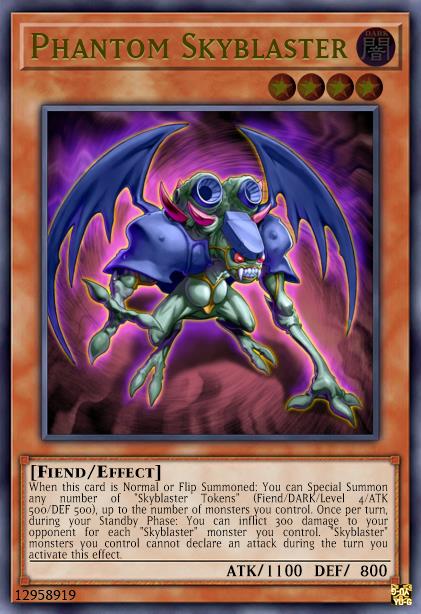 PHANTOM SKYBLASTER
DARK
闇
[FIEND/EFFECT]
When this card is Normal or Flip Summoned: You can Special Summon
any number of "Skyblaster Tokens" (Fiend/DARK/Level 4/ATK
500/DEF 500), up to the number of monsters you control. Once per turn,
during your Standby Phase: You can inflict 300 damage to your
opponent for each "Skyblaster" monster you control. "Skyblaster"
monsters you control cannot declare an attack during the turn you
activate this effect.
ATK/1100 DEF/ 800
12958919